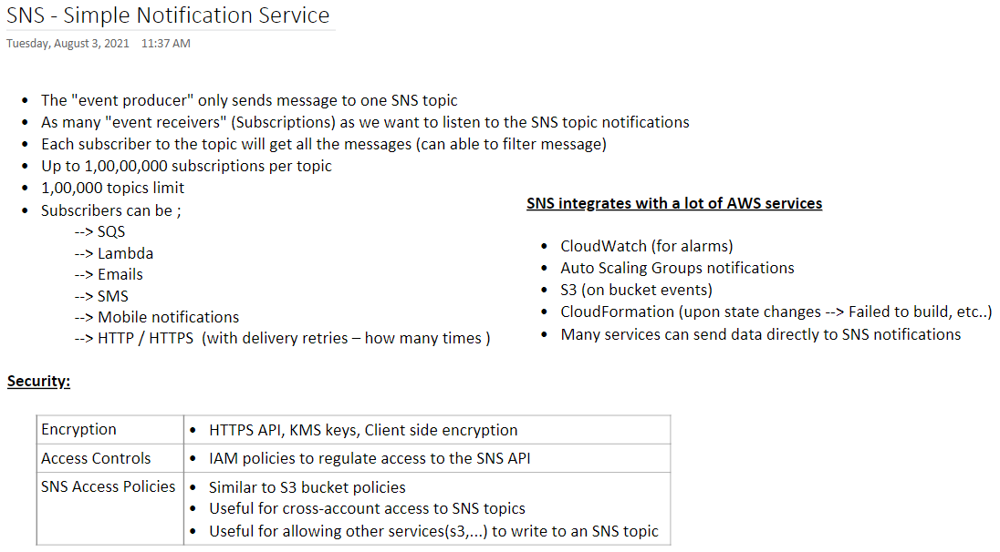 SNS - Simple Notification Service
Tuesday, August 3, 2021 11:37 AM
• The "event producer" only sends message to one SNS topic
• As many "event receivers" (Subscriptions) as we want to listen to the SNS topic notifications
• Each subscriber to the topic will get all the messages (can able to filter message)
• Up to 1,00,00,000 subscriptions per topic
• 1,00,000 topics limit
• Subscribers can be ;
--> SQS
--> Lambda
--> Emails
--> SMS
--> Mobile notifications
--> HTTP / HTTPS (with delivery retries – how many times )
SNS integrates with a lot of AWS services
• CloudWatch (for alarms)
• Auto Scaling Groups notifications
• S3 (on bucket events)
• CloudFormation (upon state changes --> Failed to build, etc..)
• Many services can send data directly to SNS notifications
Security:
Encryption • HTTPS API, KMS keys, Client side encryption
Access Controls • IAM policies to regulate access to the SNS API
SNS Access Policies • Similar to S3 bucket policies
• Useful for cross-account access to SNS topics
• Useful for allowing other services(s3,...) to write to an SNS topic